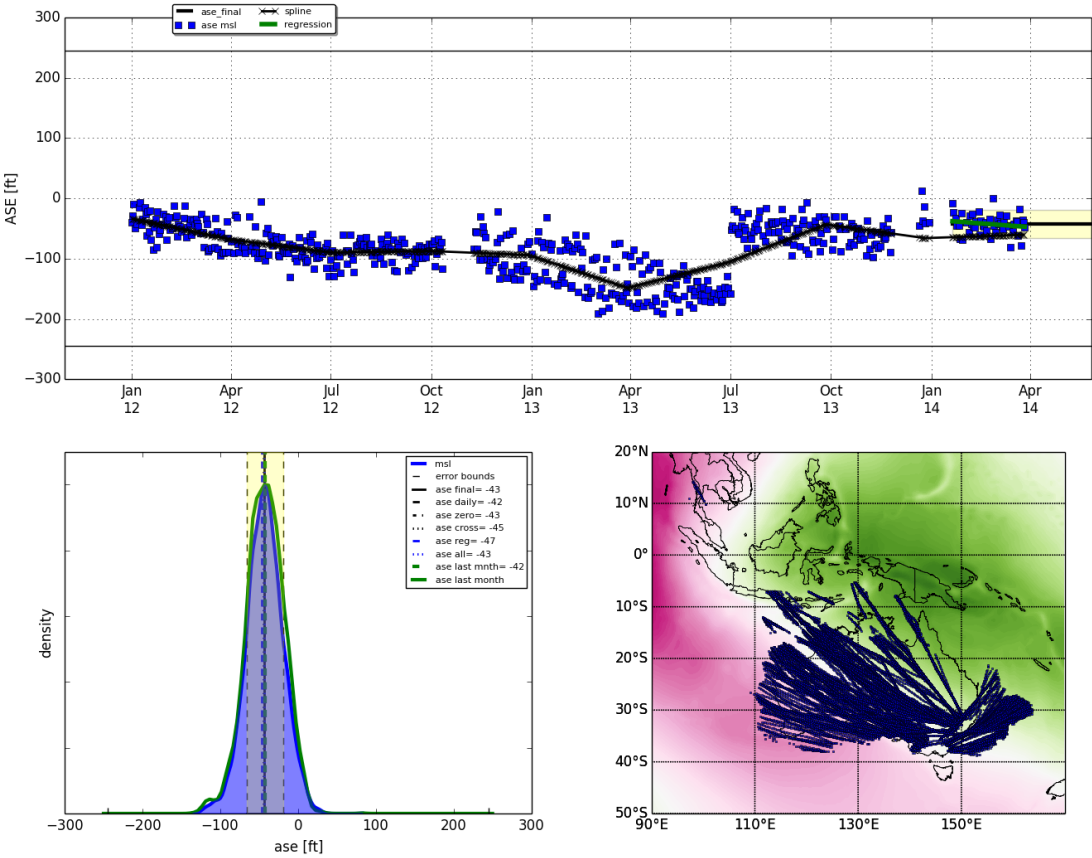 ase_final
ase msl
spline
regression
300
200
100
0
−100
−200
−300
ASE [ft]
Jan
12
Apr
12
Jul
12
Oct
12
Jan
13
Apr
13
Jul
13
Oct
13
Jan
14
Apr
14
msl
error bounds
ase final= -43
ase daily= -42
ase zero= -43
ase cross= -45
ase reg= -47
ase all= -43
ase last mnth= -42
ase last month
density
−300
−200
−100
0
100
200
300
ase [ft]
20°N
10°N
0°
10°S
20°S
30°S
40°S
50°S
90°E
110°E
130°E
150°E